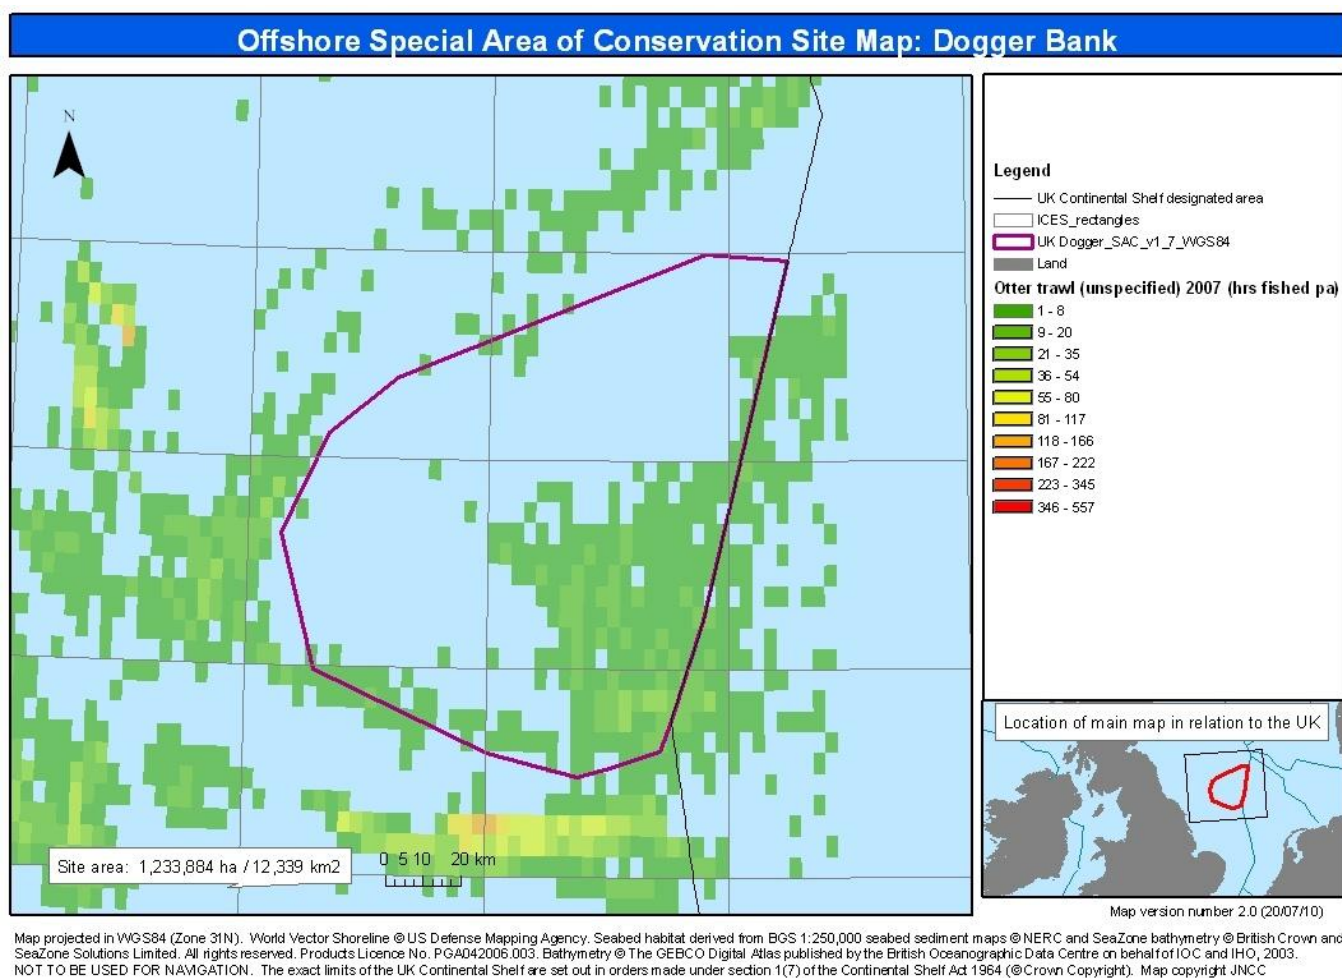 Offshore Special Area of Conservation Site Map: Dogger Bank
N
Legend
UK Continental Shelf designated area
ICES_rectangles
UK Dogger_SAC_v1_7_WGS84
Land
Otter trawl (unspecified) 2007 (hrs fished pa)
1 - 8
9 - 20
21 - 35
36 - 54
55 - 80
81 - 117
118 - 166
167 - 222
223 - 345
346 - 557
Location of main map in relation to the UK
Site area: 1,233,884 ha / 12,339 km2
0 5 10 20 km
Map version number 2.0 (20/07/10)
Map projected in WGS84 (Zone 31N). World Vector Shoreline © US Defense Mapping Agency. Seabed habitat derived from BGS 1:250,000 seabed sediment maps © NERC and SeaZone bathymetry © British Crown and
SeaZone Solutions Limited. All rights reserved. Products Licence No. PGA042006.003. Bathymetry © The GEBCO Digital Atlas published by the British Oceanographic Data Centre on behalf of IOC and IHO, 2003.
NOT TO BE USED FOR NAVIGATION. The exact limits of the UK Continental Shelf are set out in orders made under section 1(7) of the Continental Shelf Act 1964 (© Crown Copyright). Map copyright JNCC